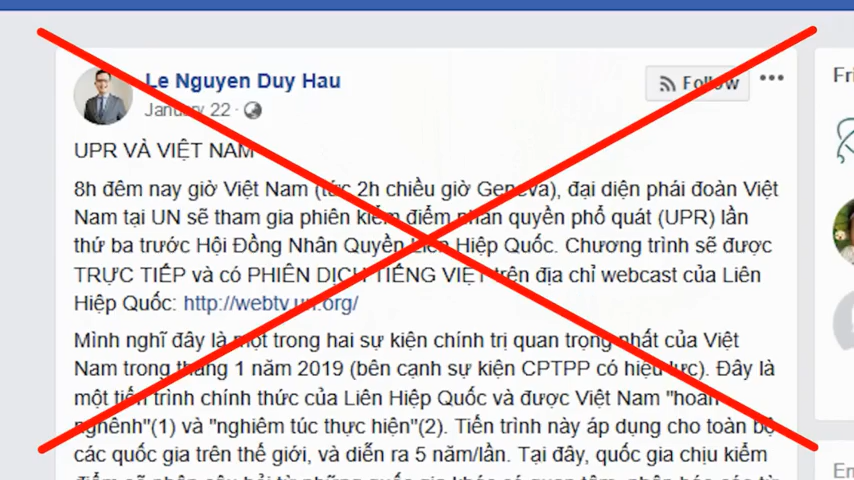 Le Nguyen Duy Hau
Follow
January 22
UPR VÀ VIỆT NAM
8h đêm nay giờ Việt Nam (tức 2h chiều giờ Geneva), đại diện phái đoàn Việt
Nam tại UN sẽ tham gia phiên kiểm điểm nhân quyền phổ quát (UPR) lần
thứ ba trước Hội Đồng Nhân Quyền Liên Hiệp Quốc. Chương trình sẽ được
TRỰC TIẾP và có PHIÊN DỊCH TIẾNG VIỆT trên địa chỉ webcast của Liên
Hiệp Quốc: http://webtv.un.org/
Mình nghĩ đây là một trong hai sự kiện chính trị quan trọng nhất của Việt
Nam trong tháng 1 năm 2019 (bên cạnh sự kiện CPTPP có hiệu lực). Đây là
một tiến trình chính thức của Liên Hiệp Quốc và được Việt Nam "hoan
nghênh"(1) và "nghiêm túc thực hiện"(2). Tiến trình này áp dụng cho toàn bộ
các quốc gia trên thế giới, và diễn ra 5 năm/lần. Tại đây, quốc gia chịu kiểm